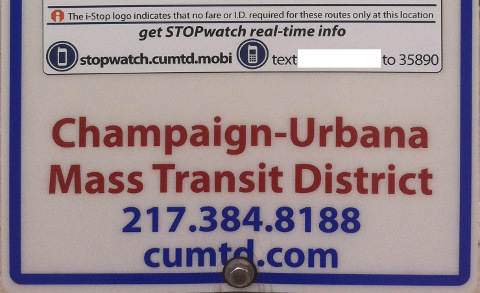 The i-Stop logo indicates that no fare or I.D. required for these routes only at this location
get STOPwatch real-time info
stopwatch.cumtd.mobi text to 35890
Champaign-Urbana
Mass Transit District
217.384.8188
cumtd.com